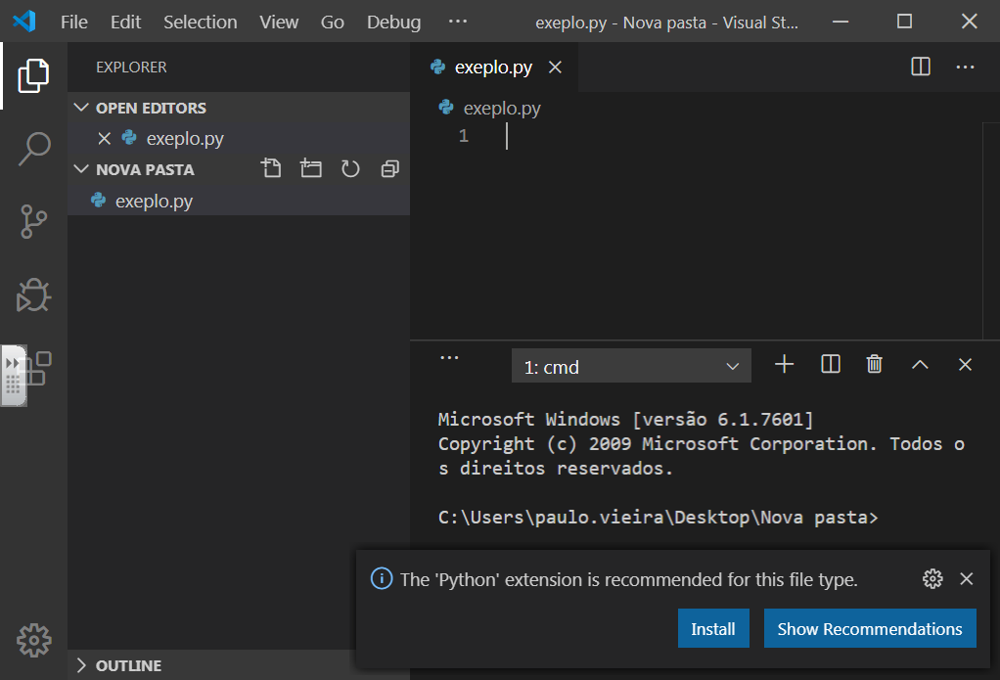 File Edit Selection View Go Debug ··· exeplo.py - Nova pasta - Visual St...
EXPLORER
OPEN EDITORS
exeplo.py
NOVA PASTA
exeplo.py
exeplo.py
exeplo.py
1
1: cmd
Microsoft Windows [versão 6.1.7601]
Copyright (c) 2009 Microsoft Corporation. Todos o
s direitos reservados.
C:\Users\paulo.vieira\Desktop\Nova pasta>
The 'Python' extension is recommended for this file type.
Install Show Recommendations
OUTLINE